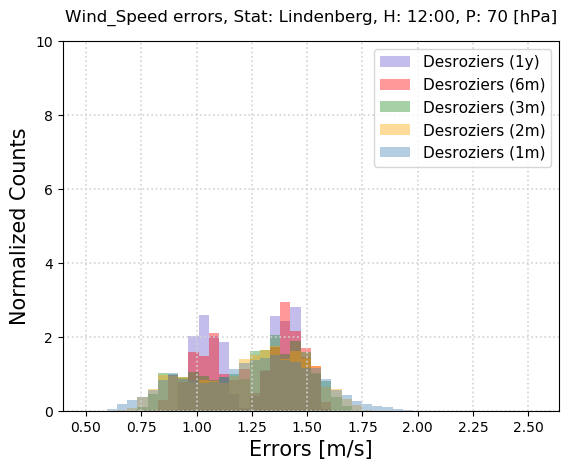 Wind_Speed errors, Stat: Lindenberg, H: 12:00, P: 70 [hPa]
10
8
6
4
2
0
Normalized Counts
Desroziers (1y)
Desroziers (6m)
Desroziers (3m)
Desroziers (2m)
Desroziers (1m)
0.50 0.75 1.00 1.25 1.50 1.75 2.00 2.25 2.50
Errors [m/s]